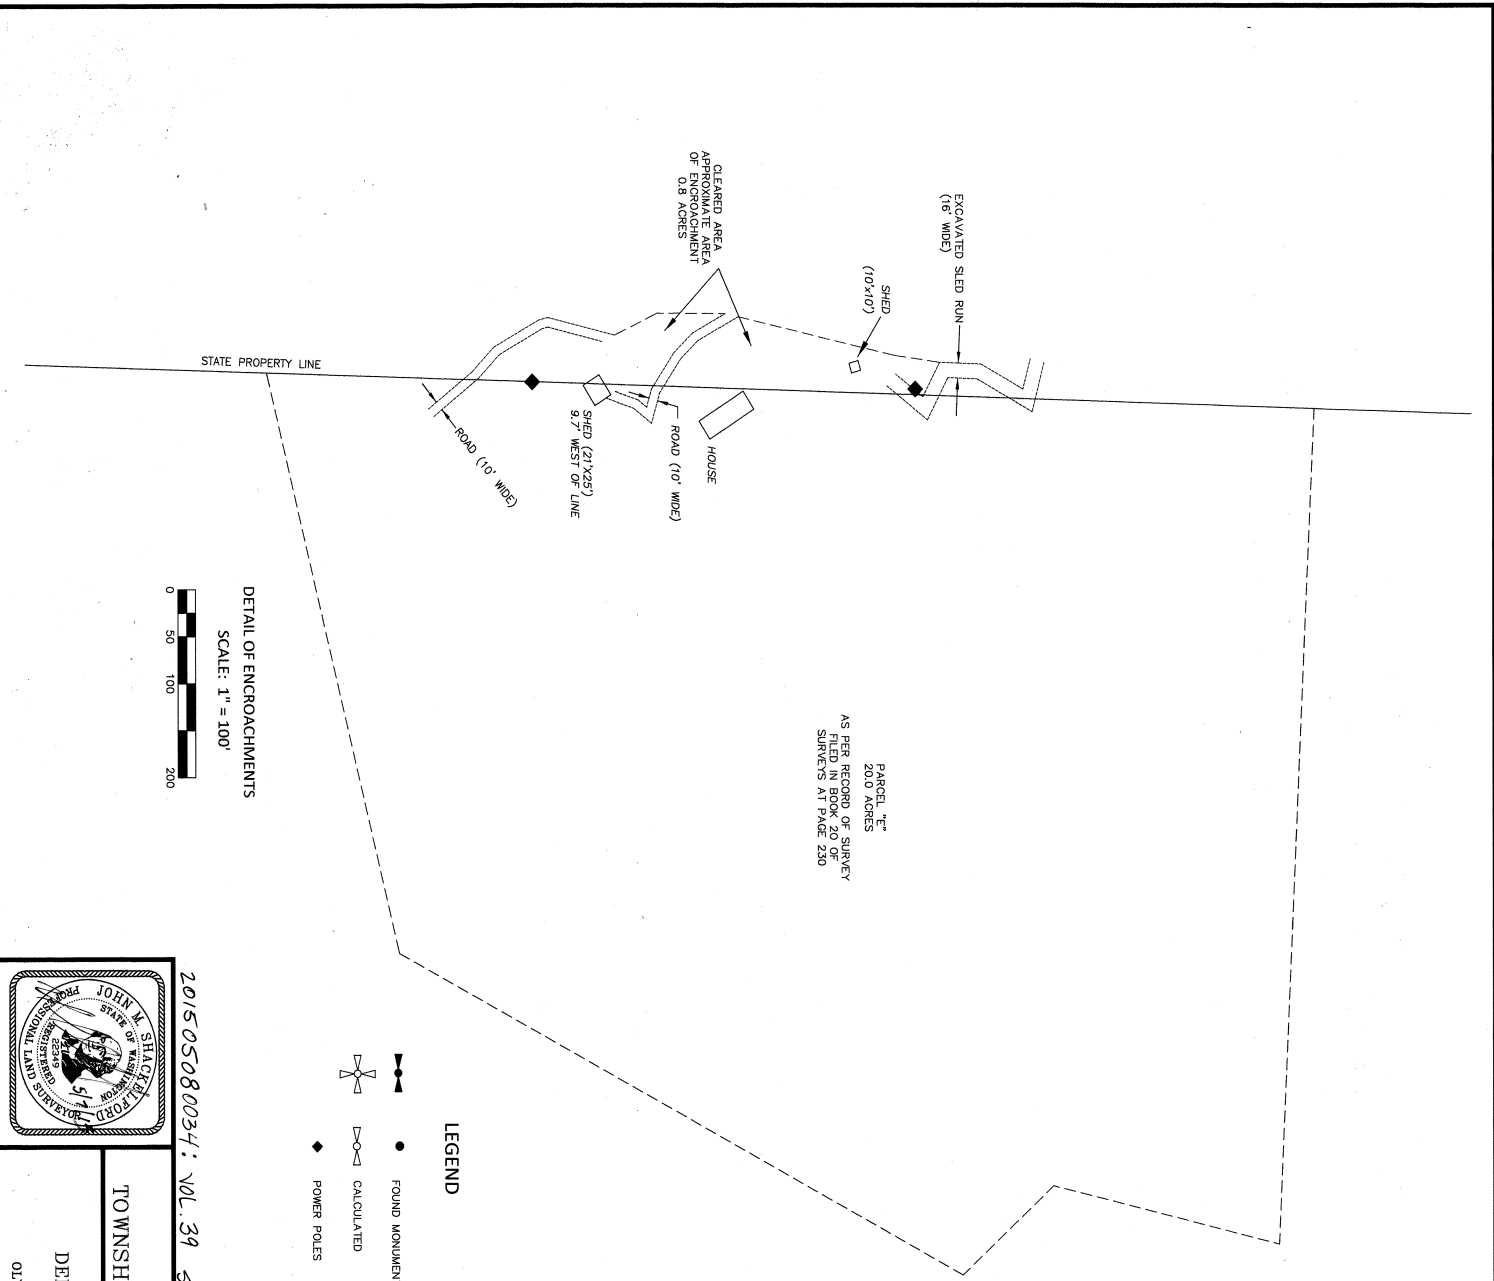 EXCAVATED SLED RUN
(16' WIDE)
SHED
(10'x10')
CLEARED AREA
APPROXIMATE AREA
OF ENCROACHMENT
0.8 ACRES
STATE PROPERTY LINE
HOUSE
ROAD (10' WIDE)
SHED (21'X25')
9.7' WEST OF LINE
ROAD (10' WIDE)
PARCEL "E"
20.0 ACRES
AS PER RECORD OF SURVEY
FILED IN BOOK 20 OF
SURVEYS AT PAGE 230
DETAIL OF ENCROACHMENTS
SCALE: 1" = 100'
0 50 100 200
LEGEND
FOUND MONUMEN
CALCULATED
POWER POLES
201505080034: VOL. 39
JOHN M. SHACKELFORD
STATE OF WASHINGTON
22349
REGISTERED
PROFESSIONAL LAND SURVEYOR
TOWNSH
DE